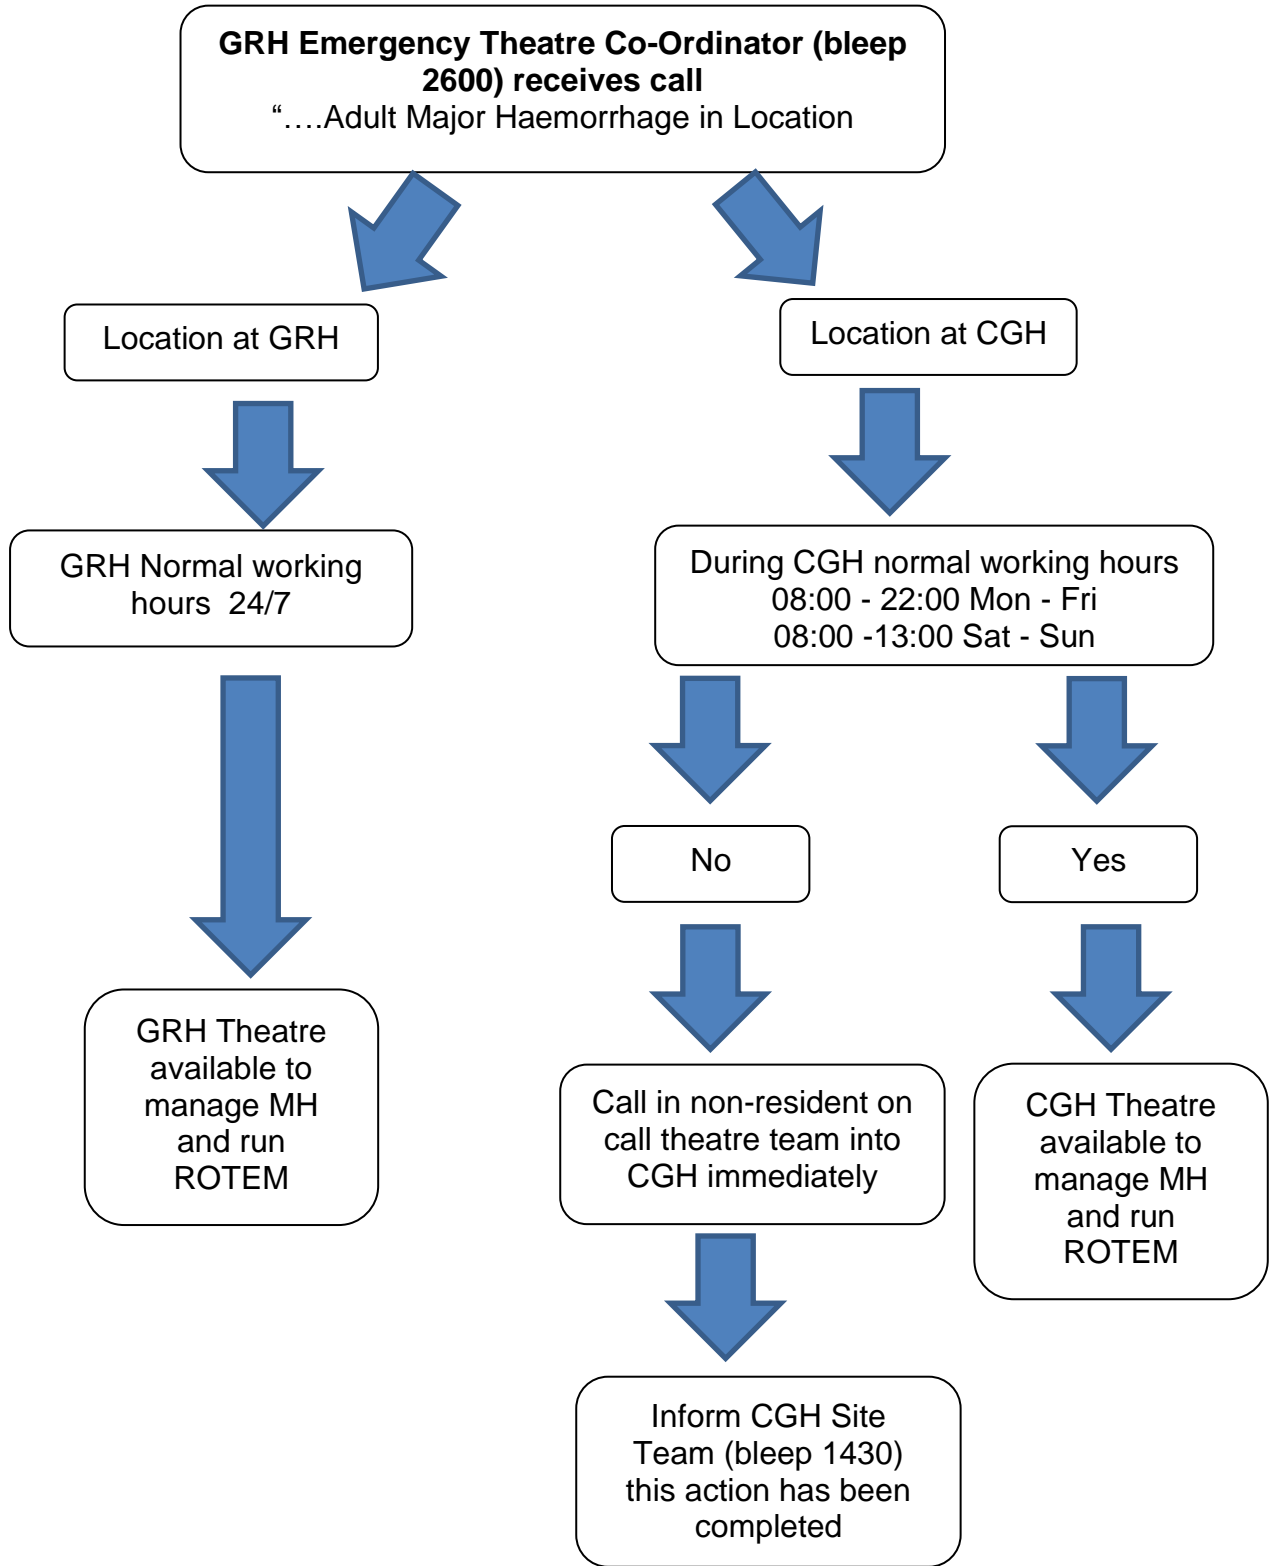 GRH Emergency Theatre Co-Ordinator (bleep
2600) receives call
“….Adult Major Haemorrhage in Location
Location at GRH
Location at CGH
GRH Normal working
hours  24/7
During CGH normal working hours
08:00 - 22:00 Mon - Fri
08:00 -13:00 Sat - Sun
No
Yes
GRH Theatre
available to
manage MH
and run
ROTEM
Call in non-resident on
call theatre team into
CGH immediately
CGH Theatre
available to
manage MH
and run
ROTEM
Inform CGH Site
Team (bleep 1430)
this action has been
completed